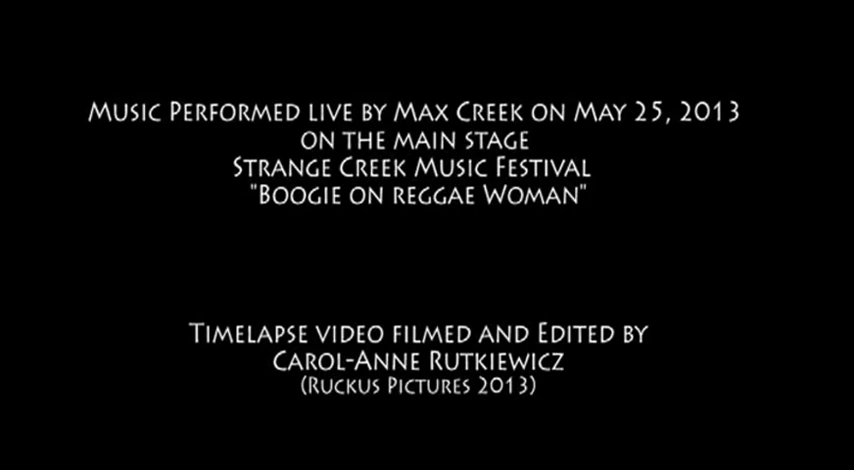 Music Performed live by Max Creek on May 25, 2013
on the main stage
Strange Creek Music Festival
"Boogie on reggae Woman"
Timelapse video filmed and Edited by
Carol-Anne Rutkiewicz
(Ruckus Pictures 2013)